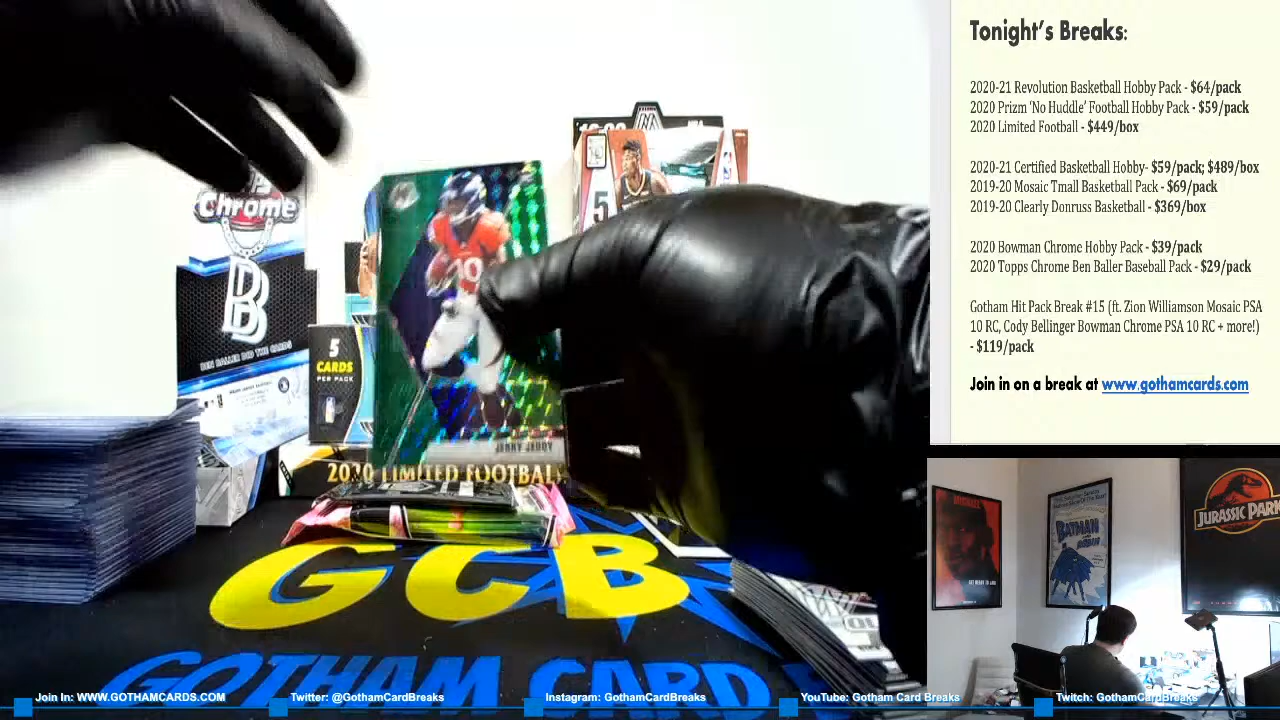 Tonight's Breaks:
2020-21 Revolution Basketball Hobby Pack - $64/pack
2020 Prizm 'No Huddle' Football Hobby Pack - $59/pack
2020 Limited Football - $449/box
2020-21 Certified Basketball Hobby- $59/pack; $489/box
2019-20 Mosaic Tmall Basketball Pack - $69/pack
2019-20 Clearly Donruss Basketball - $369/box
2020 Bowman Chrome Hobby Pack - $39/pack
2020 Topps Chrome Ben Baller Baseball Pack - $29/pack
Gotham Hit Pack Break #15 (ft. Zion Williamson Mosaic PSA
10 RC, Cody Bellinger Bowman Chrome PSA 10 RC + more!)
- $119/pack
Join in on a break at www.gothamcards.com
Chrome
B
5
CARDS
PER PACK
5
10
JERRY JEUDY
2020 LIMITED FOOTBALL
GCB
GOTHAM CARD
BATMAN
JURASSIC PARK
Join In: WWW.GOTHAMCARDS.COM
Twitter: @GothamCardBreaks
Instagram: GothamCardBreaks
YouTube: Gotham Card Breaks
Twitch: GothamCardBreaks